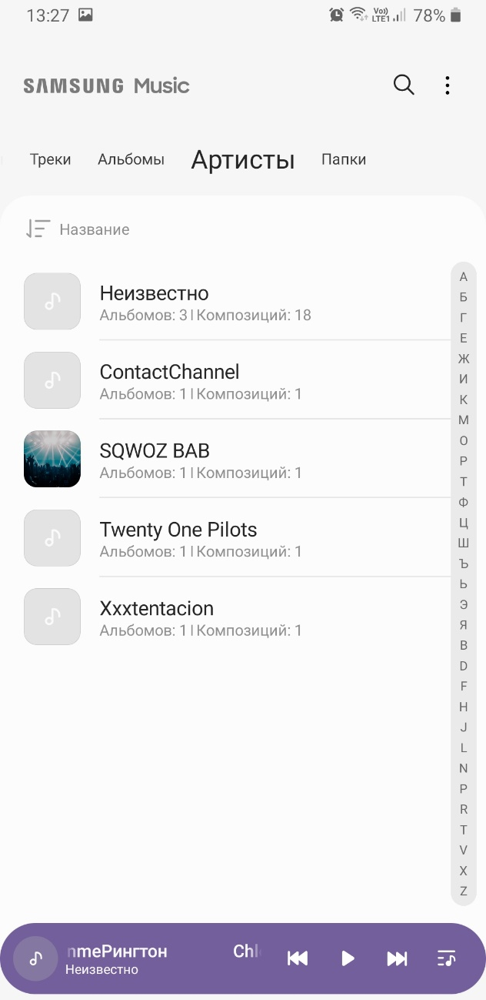 13:27 Vo)) LTE1 78%
SAMSUNG Music
Треки Альбомы Артисты Папки
Название
Неизвестно
Альбомов: 3 | Композиций: 18
ContactChannel
Альбомов: 1 | Композиций: 1
SQWOZ BAB
Альбомов: 1 | Композиций: 1
Twenty One Pilots
Альбомов: 1 | Композиций: 1
Xxxtentacion
Альбомов: 1 | Композиций: 1
А
Б
Г
Е
Ж
И
К
М
О
Р
Т
Ф
Ц
Ш
Ъ
Ь
Э
Я
B
D
F
H
J
L
N
P
R
T
V
X
Z
nmeРингтон Chl
Неизвестно